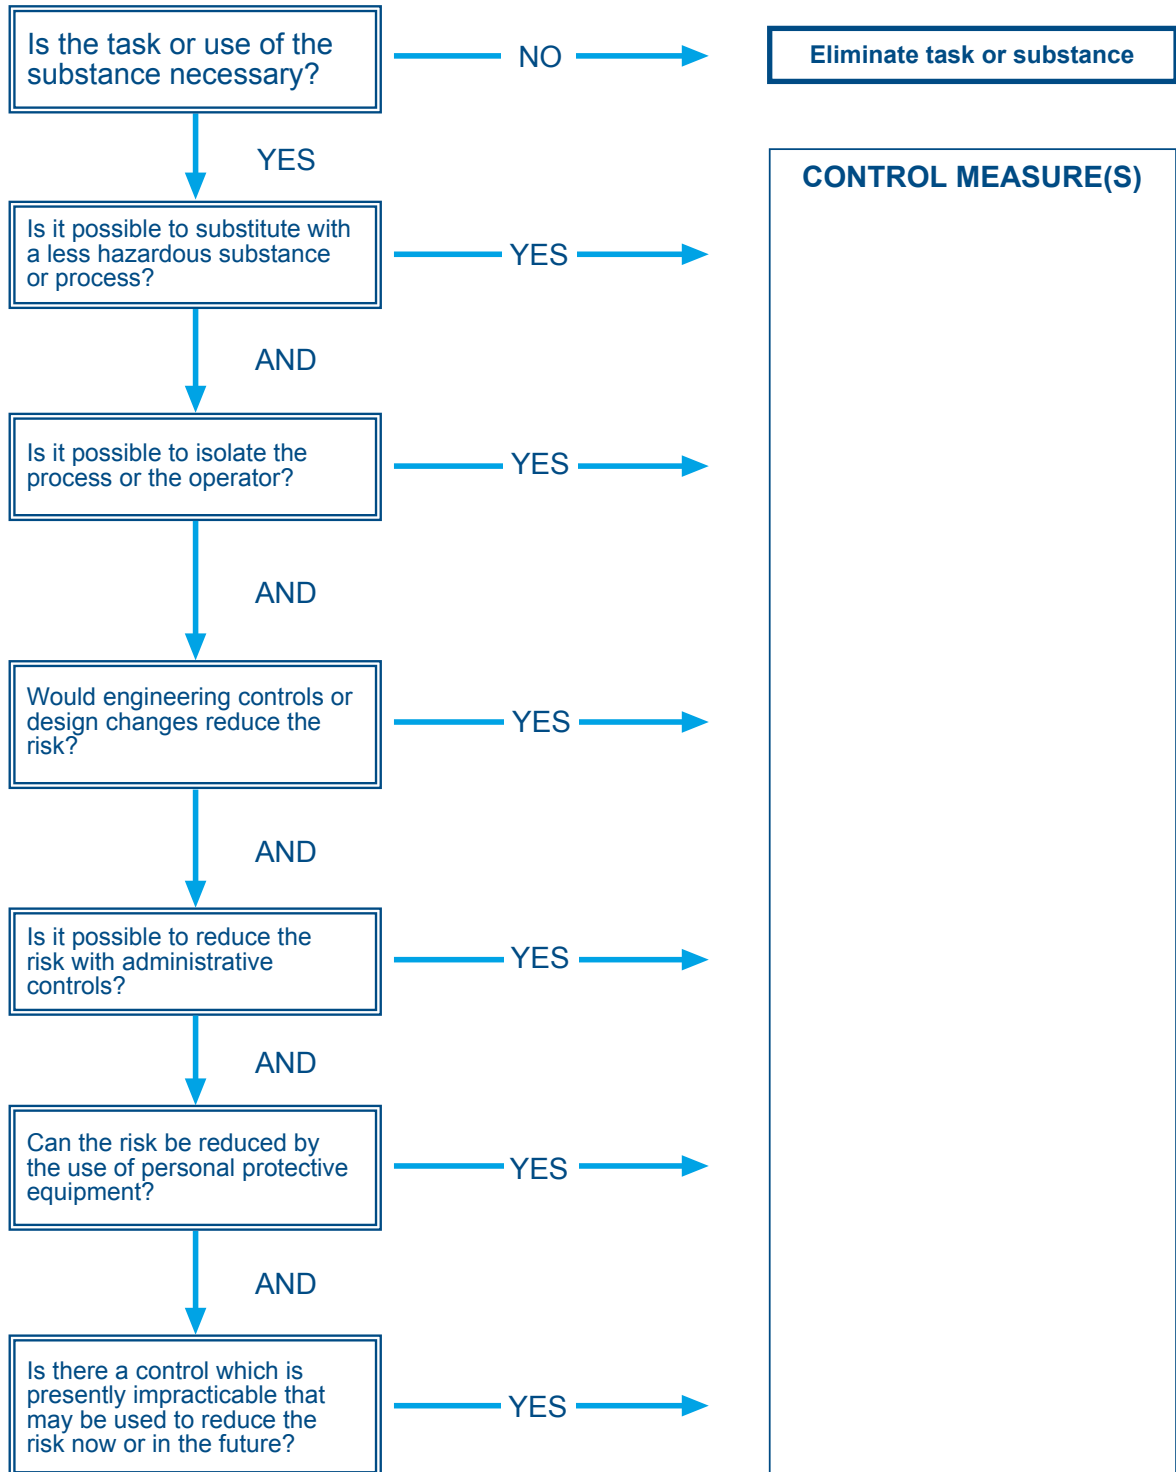 Is the task or use of the
substance necessary?
NO
Eliminate task or substance
YES
CONTROL MEASURE(S)
Is it possible to substitute with
a less hazardous substance
or process?
YES
AND
Is it possible to isolate the
process or the operator?
YES
AND
Would engineering controls or
design changes reduce the
risk?
YES
AND
Is it possible to reduce the
risk with administrative
controls?
YES
AND
Can the risk be reduced by
the use of personal protective
equipment?
YES
AND
Is there a control which is
presently impracticable that
may be used to reduce the
risk now or in the future?
YES